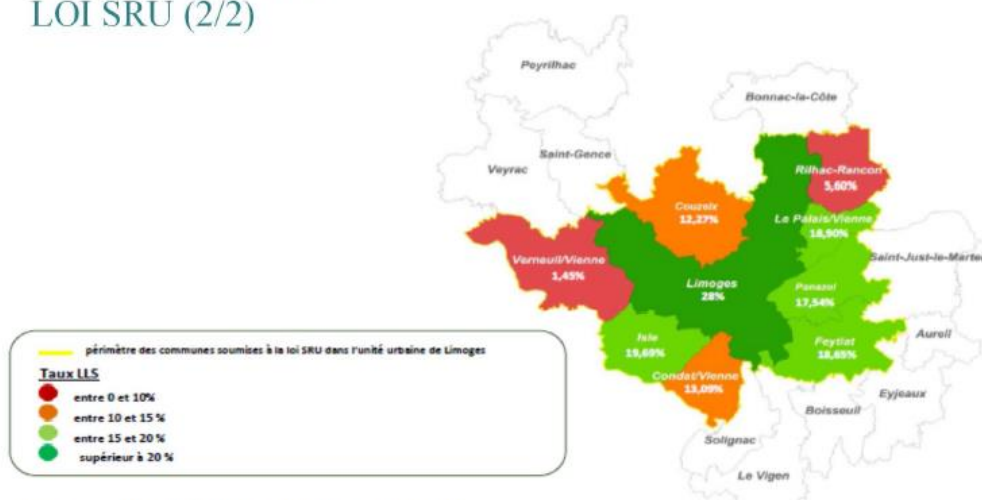 LOI SRU (2/2)
Peyrilhac
Bonnac-la-Côte
Saint-Gence
Veyrac
Rilhac-Rancon
5,60%
Couzeix
12,27%
Le Palais/Vienne
18,90%
Verneuil/Vienne
1,45%
Saint-Just-le-Martel
Limoges
28%
Panazol
17,54%
Isle
19,69%
Feytiat
18,65%
Aureil
Condat/Vienne
13,09%
Eyjeaux
Boisseuil
Solignac
Le Vigen
périmètre des communes soumises à la loi SRU dans l'unité urbaine de Limoges
Taux LLS
entre 0 et 10%
entre 10 et 15 %
entre 15 et 20 %
supérieur à 20 %